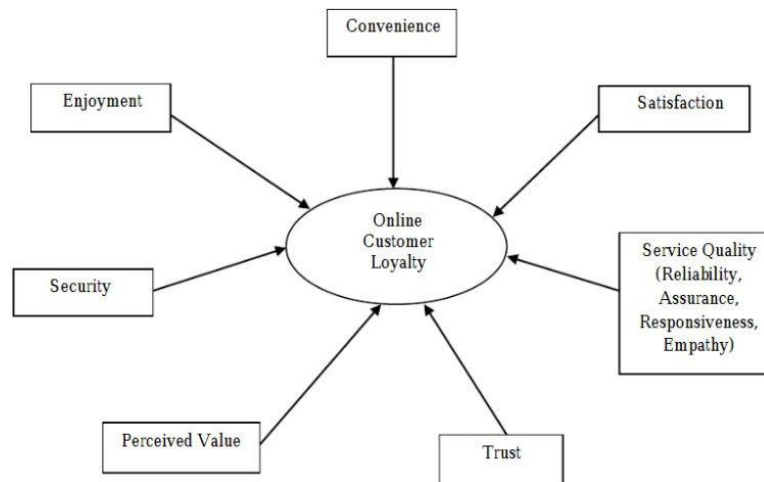 Convenience
Enjoyment
Satisfaction
Online
Customer
Loyalty
Service Quality
(Reliability,
Assurance,
Responsiveness,
Empathy)
Security
Perceived Value
Trust